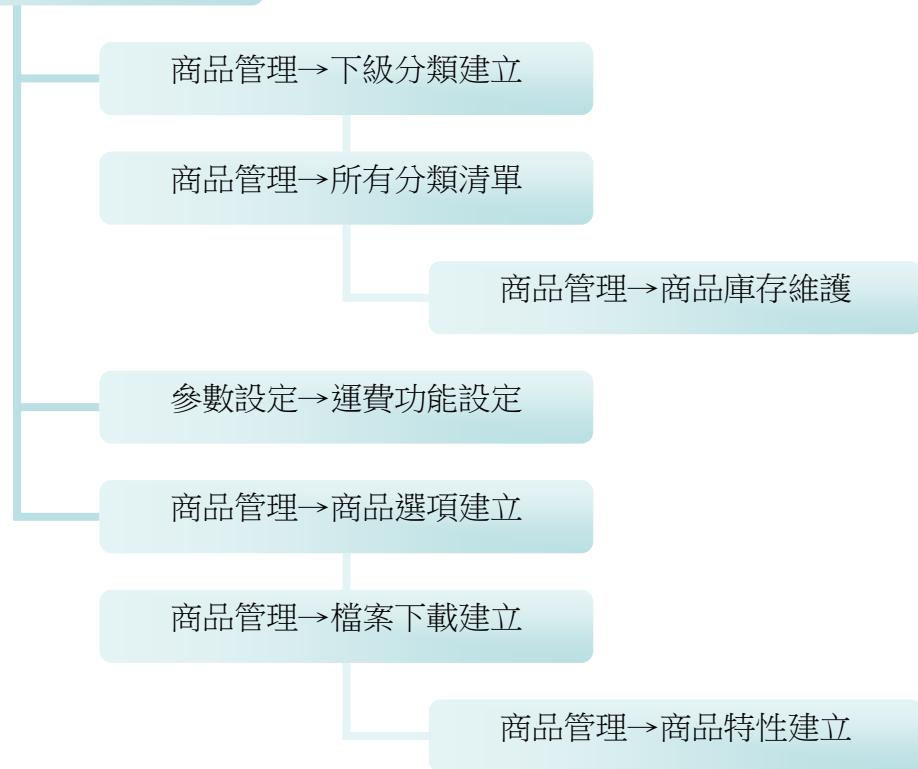 商品管理→下級分類建立
商品管理→所有分類清單
商品管理→商品庫存維護
參數設定→運費功能設定
商品管理→商品選項建立
商品管理→檔案下載建立
商品管理→商品特性建立